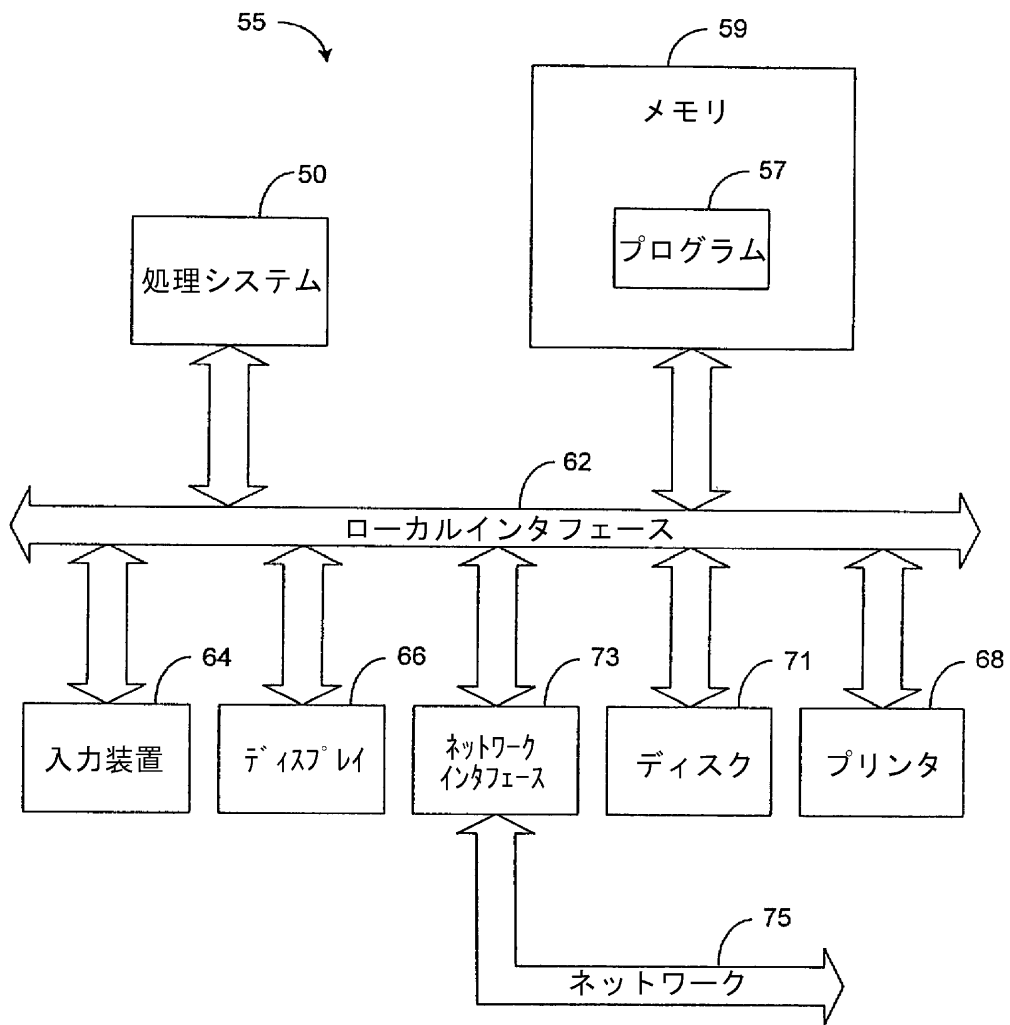 55
59
メモリ
50
57
処理システム
プログラム
62
ローカルインタフェース
64
66
73
71
68
入力装置
ディスプレイ
ネットワーク
インタフェース
ディスク
プリンタ
75
ネットワーク